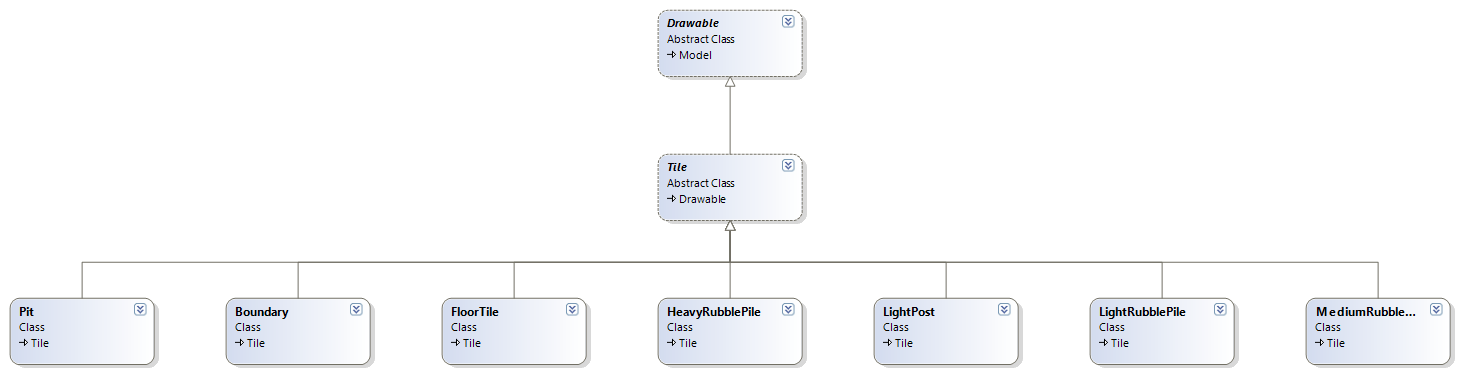 Drawable
Abstract Class
Model
Tile
Abstract Class
Drawable
Pit
Class
Tile
Boundary
Class
Tile
FloorTile
Class
Tile
HeavyRubblePile
Class
Tile
LightPost
Class
Tile
LightRubblePile
Class
Tile
MediumRubble...
Class
Tile